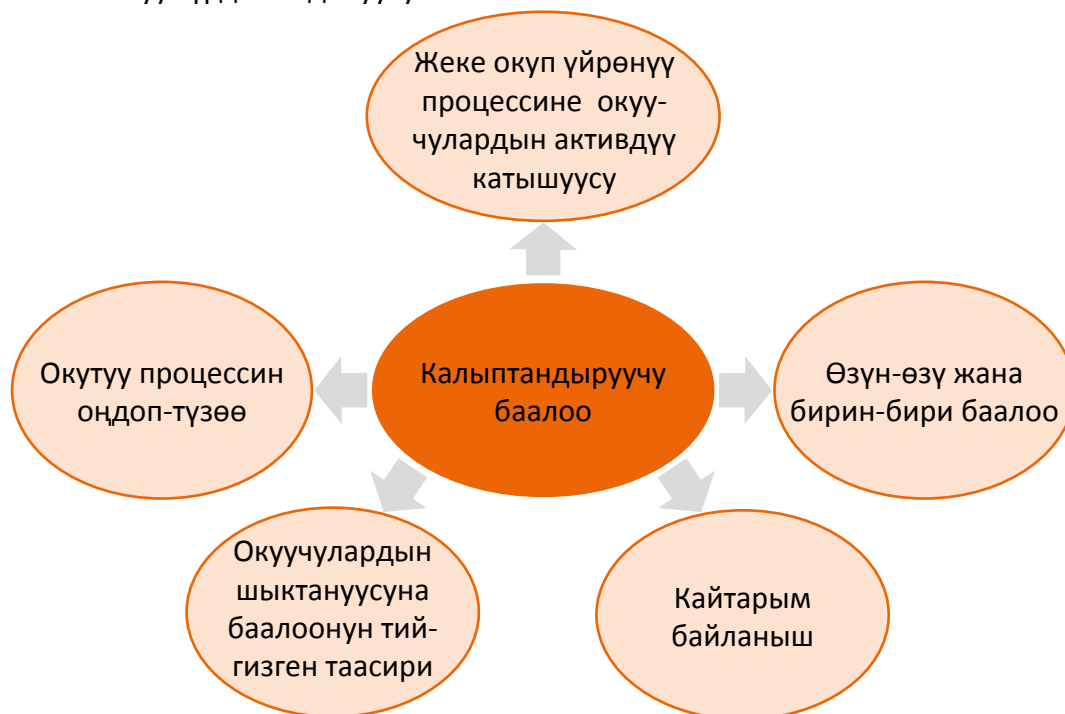 Жеке окуп үйрөнүү
процессине окуу-
чулардын активдүү
катышуусу
Окутуу процессин
оңдоп-түзөө
Калыптандыруучу
баалоо
Өзүн-өзү жана
бирин-бири баалоо
Окуучулардын
шыктануусуна
баалоонун тий-
гизген таасири
Кайтарым
байланыш